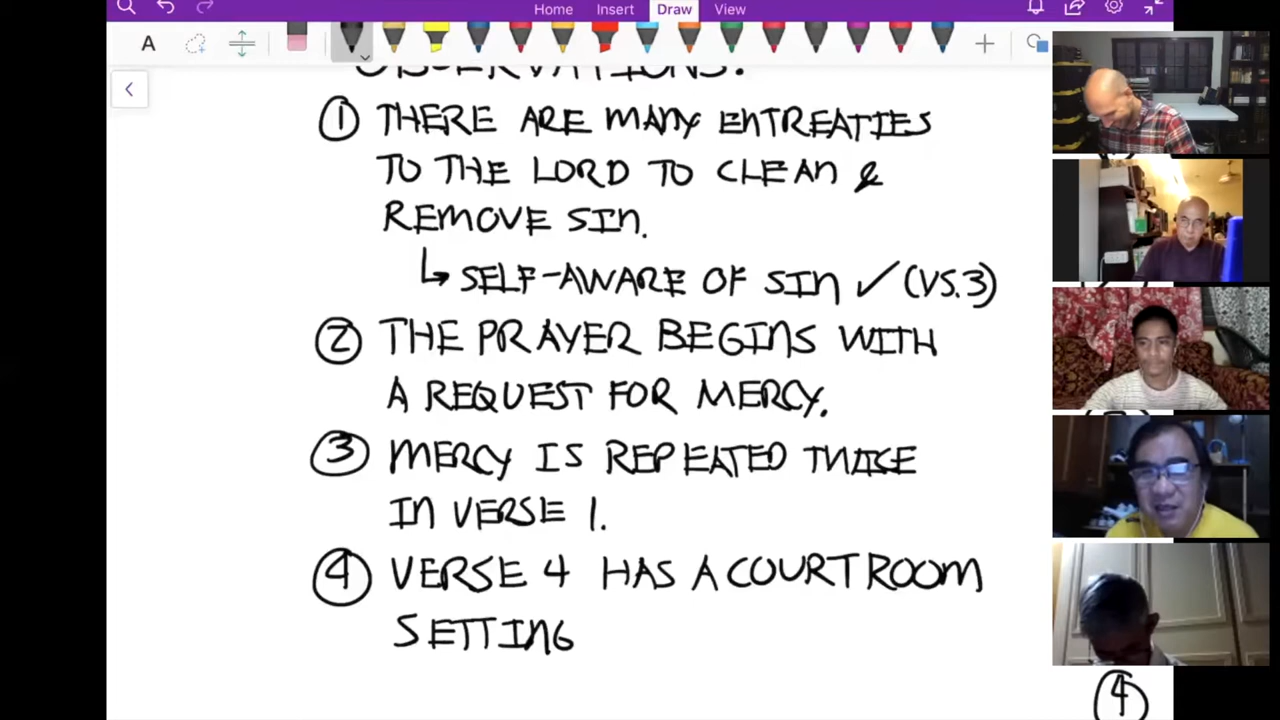 Home Insert Draw View
A
OBSERVATIONS:
① THERE ARE MANY ENTREATIES
TO THE LORD TO CLEAN &
REMOVE SIN.
↳ SELF-AWARE OF SIN ✓ (VS.3)
② THE PRAYER BEGINS WITH
A REQUEST FOR MERCY.
③ MERCY IS REPEATED TWICE
IN VERSE 1.
④ VERSE 4 HAS A COURTROOM
SETTING
④